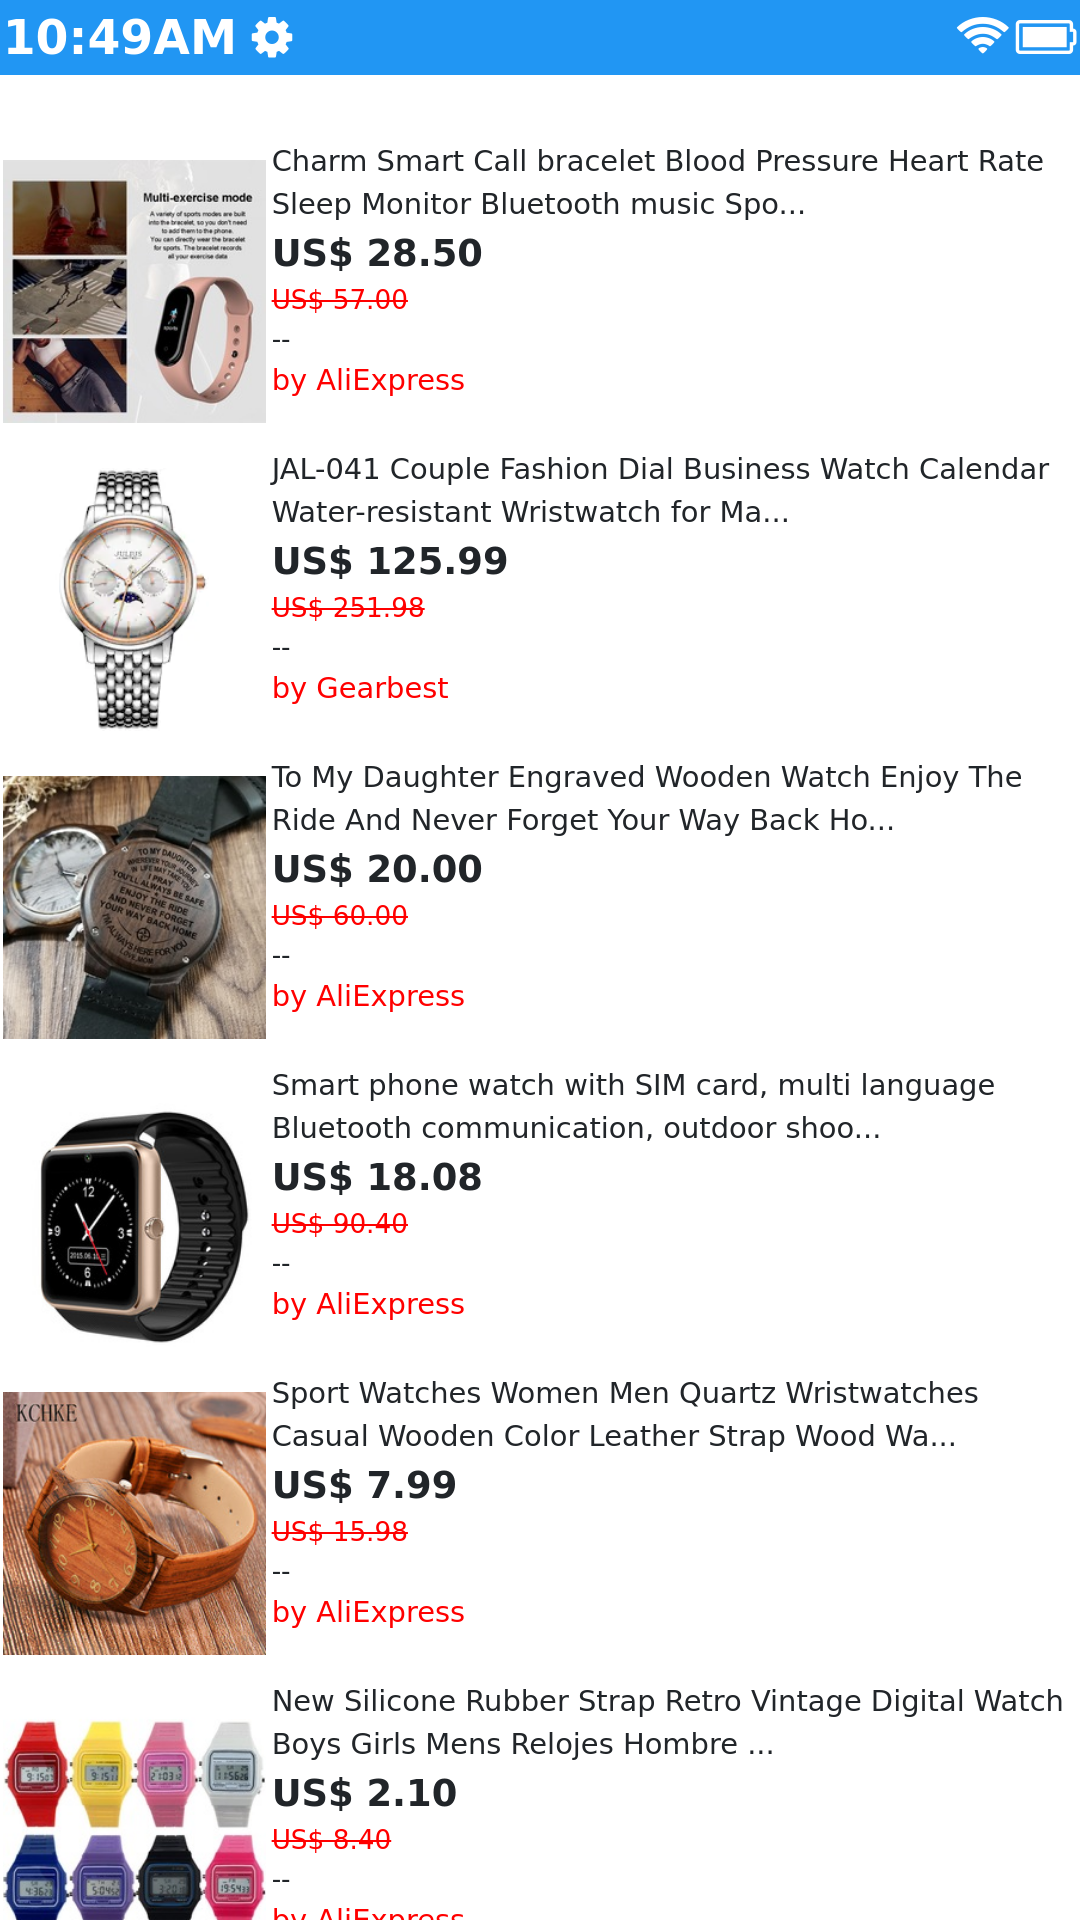 10:49AM
Charm Smart Call bracelet Blood Pressure Heart Rate
Sleep Monitor Bluetooth music Spo...
US$ 28.50
US$ 57.00
--
by AliExpress
Multi-exercise mode
A variety of sports modes are built
into the bracelet, so you don't need
to add them to the phone.
You can directly wear the bracelet
for sports. The bracelet records
all your exercise data
JAL-041 Couple Fashion Dial Business Watch Calendar
Water-resistant Wristwatch for Ma...
US$ 125.99
US$ 251.98
--
by Gearbest
JULIUS
To My Daughter Engraved Wooden Watch Enjoy The
Ride And Never Forget Your Way Back Ho...
US$ 20.00
US$ 60.00
--
by AliExpress
TO MY DAUGHTER
WHEREVER YOUR JOURNEY
IN LIFE MAY TAKE YOU
I PRAY
YOU'LL ALWAYS BE SAFE
ENJOY THE RIDE
AND NEVER FORGET
YOUR WAY BACK HOME
I'M ALWAYS HERE FOR YOU
LOVE, MOM
Smart phone watch with SIM card, multi language
Bluetooth communication, outdoor shoo...
US$ 18.08
US$ 90.40
--
by AliExpress
12
9
3
6
Sport Watches Women Men Quartz Wristwatches
Casual Wooden Color Leather Strap Wood Wa...
US$ 7.99
US$ 15.98
--
by AliExpress
KCHKE
New Silicone Rubber Strap Retro Vintage Digital Watch
Boys Girls Mens Relojes Hombre ...
US$ 2.10
US$ 8.40
--
by AliExpress